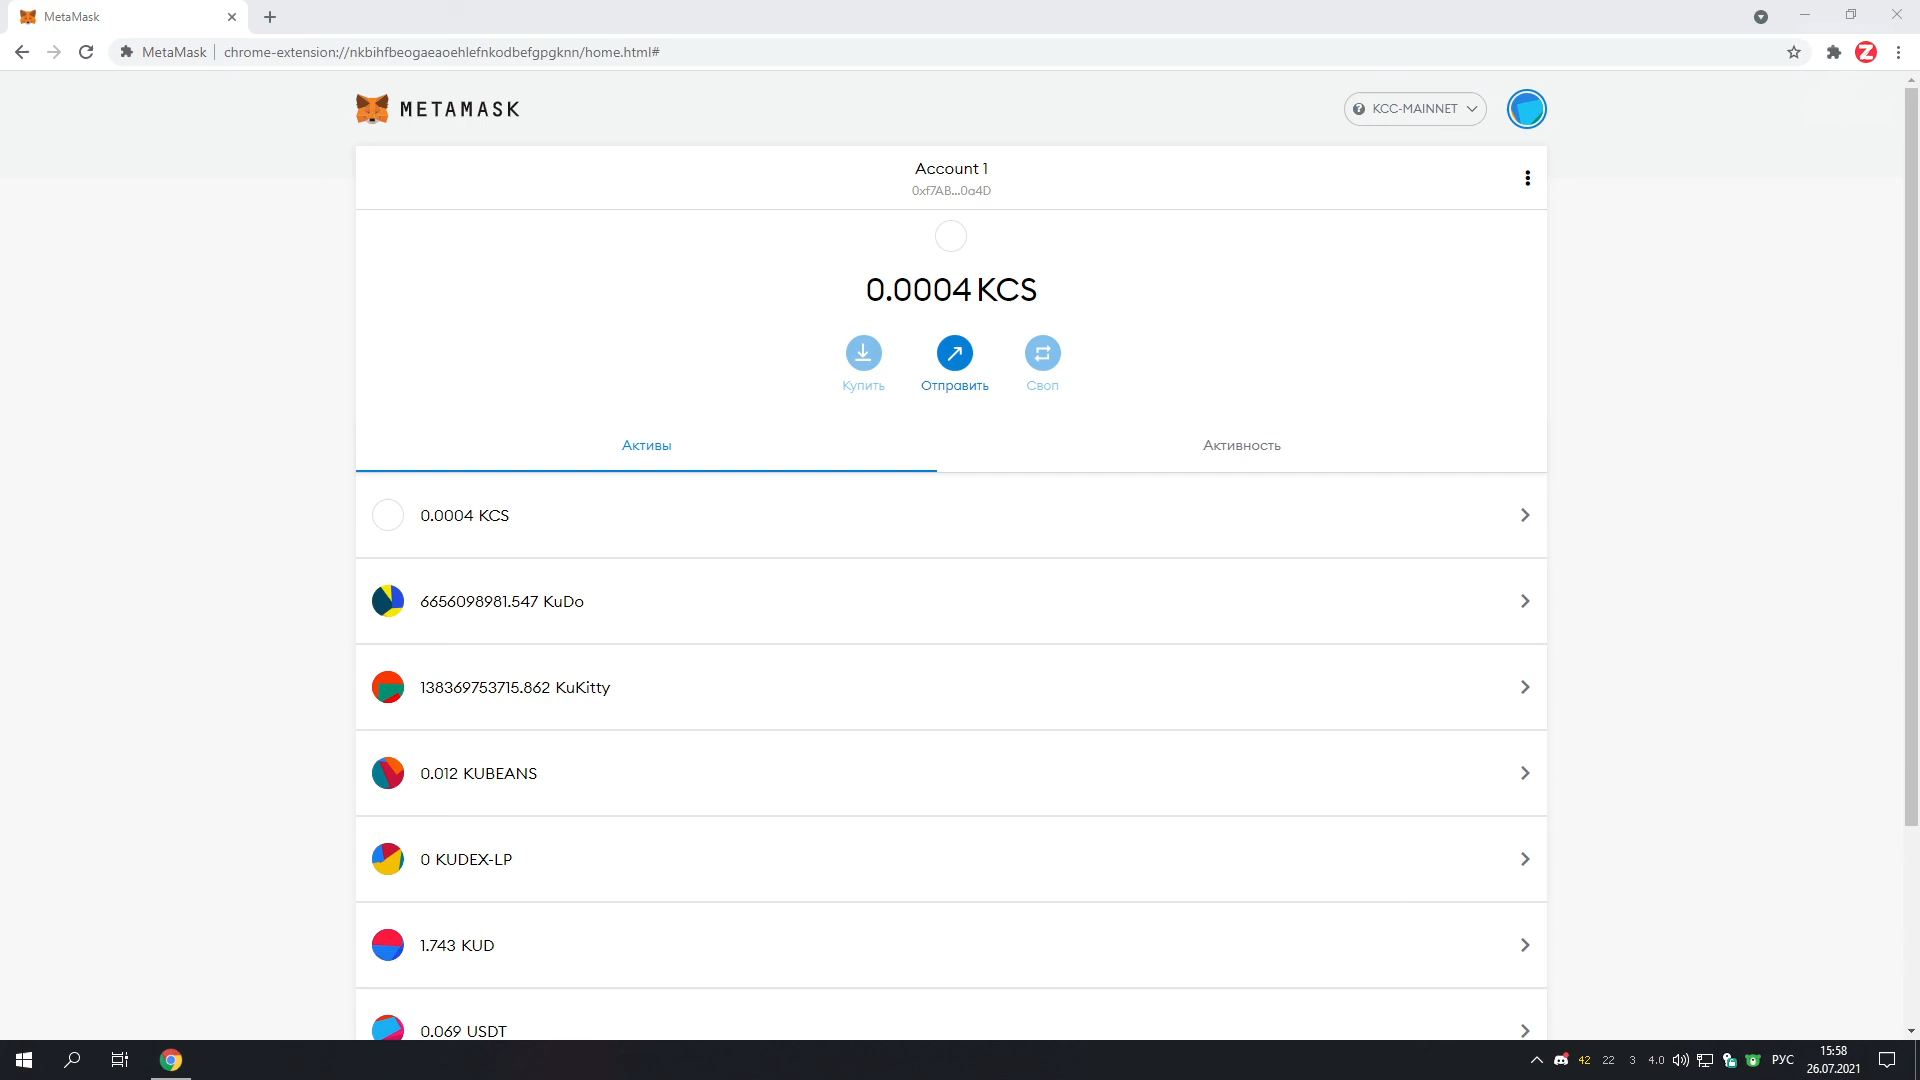 MetaMask
MetaMask | chrome-extension://nkbihfbeogaeaoehlefnkodbefgpgknn/home.html#
Z
METAMASK
KCC-MAINNET
Account 1
0xf7AB...0a4D
0.0004 KCS
Купить
Отправить
Своп
Активы
Активность
0.0004 KCS
6656098981.547 KuDo
138369753715.862 KuKitty
0.012 KUBEANS
0 KUDEX-LP
1.743 KUD
0.069 USDT
42 22 3 4.0 РУС 15:58
26.07.2021